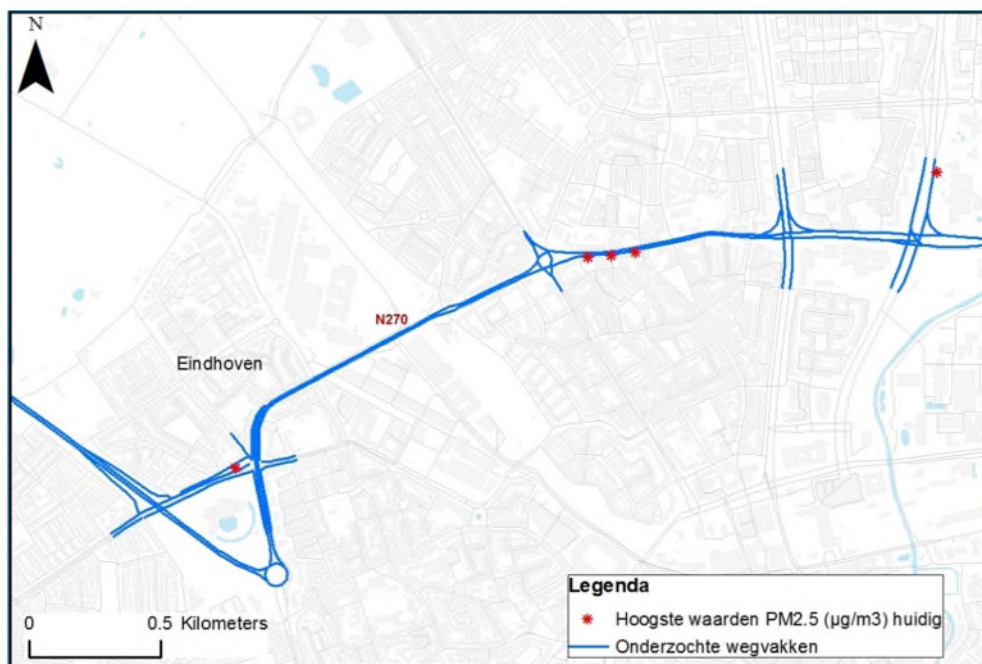 N
N270
Eindhoven
0 0.5 Kilometers
Legenda
Hoogste waarden PM2.5 (µg/m3) huidig
Onderzochte wegvakken